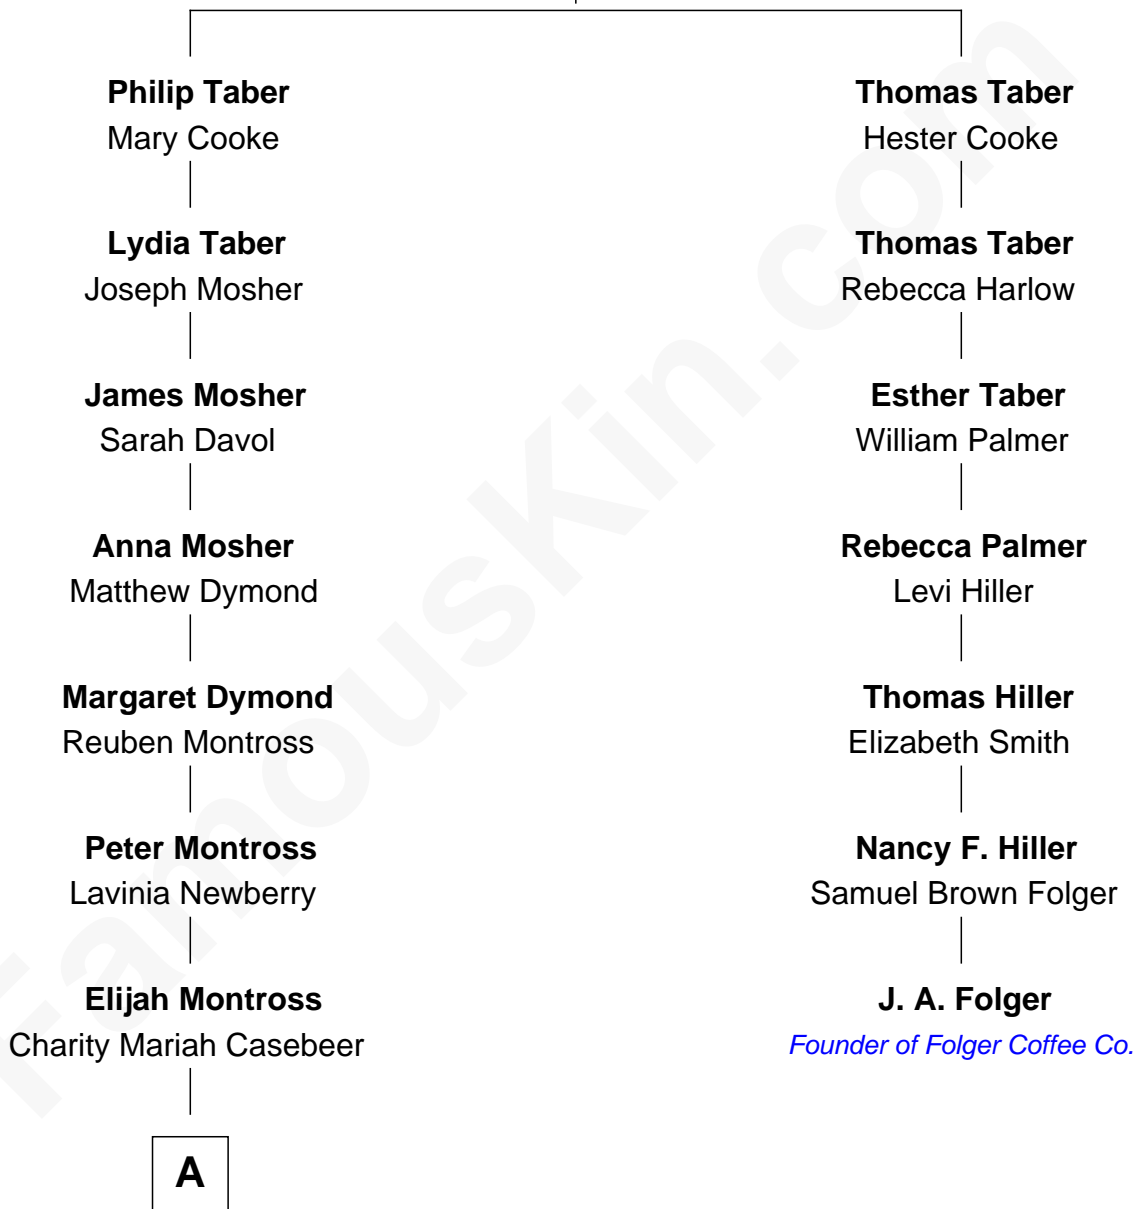 Philip Taber
Mary Cooke
Lydia Taber
Joseph Mosher
James Mosher
Sarah Davol
Anna Mosher
Matthew Dymond
Margaret Dymond
Reuben Montross
Peter Montross
Lavinia Newberry
Elijah Montross
Charity Mariah Casebeer
A
Thomas Taber
Hester Cooke
Thomas Taber
Rebecca Harlow
Esther Taber
William Palmer
Rebecca Palmer
Levi Hiller
Thomas Hiller
Elizabeth Smith
Nancy F. Hiller
Samuel Brown Folger
J. A. Folger
Founder of Folger Coffee Co.
FamousKin.com